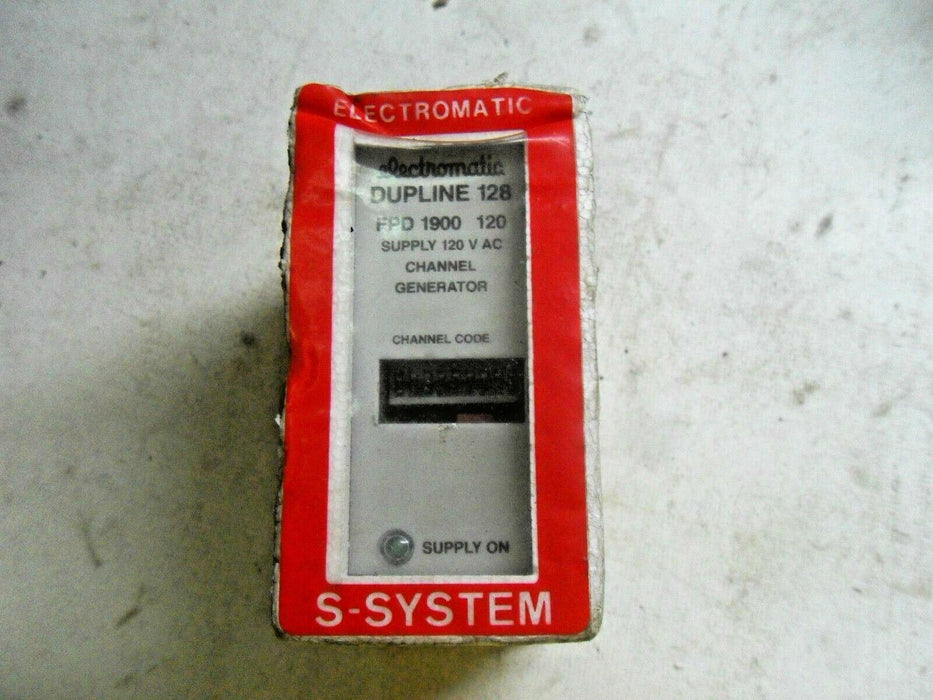 ELECTROMATIC
electromatic
DUPLINE 128
FPD 1900 120
SUPPLY 120 V AC
CHANNEL
GENERATOR
CHANNEL CODE
SUPPLY ON
S-SYSTEM